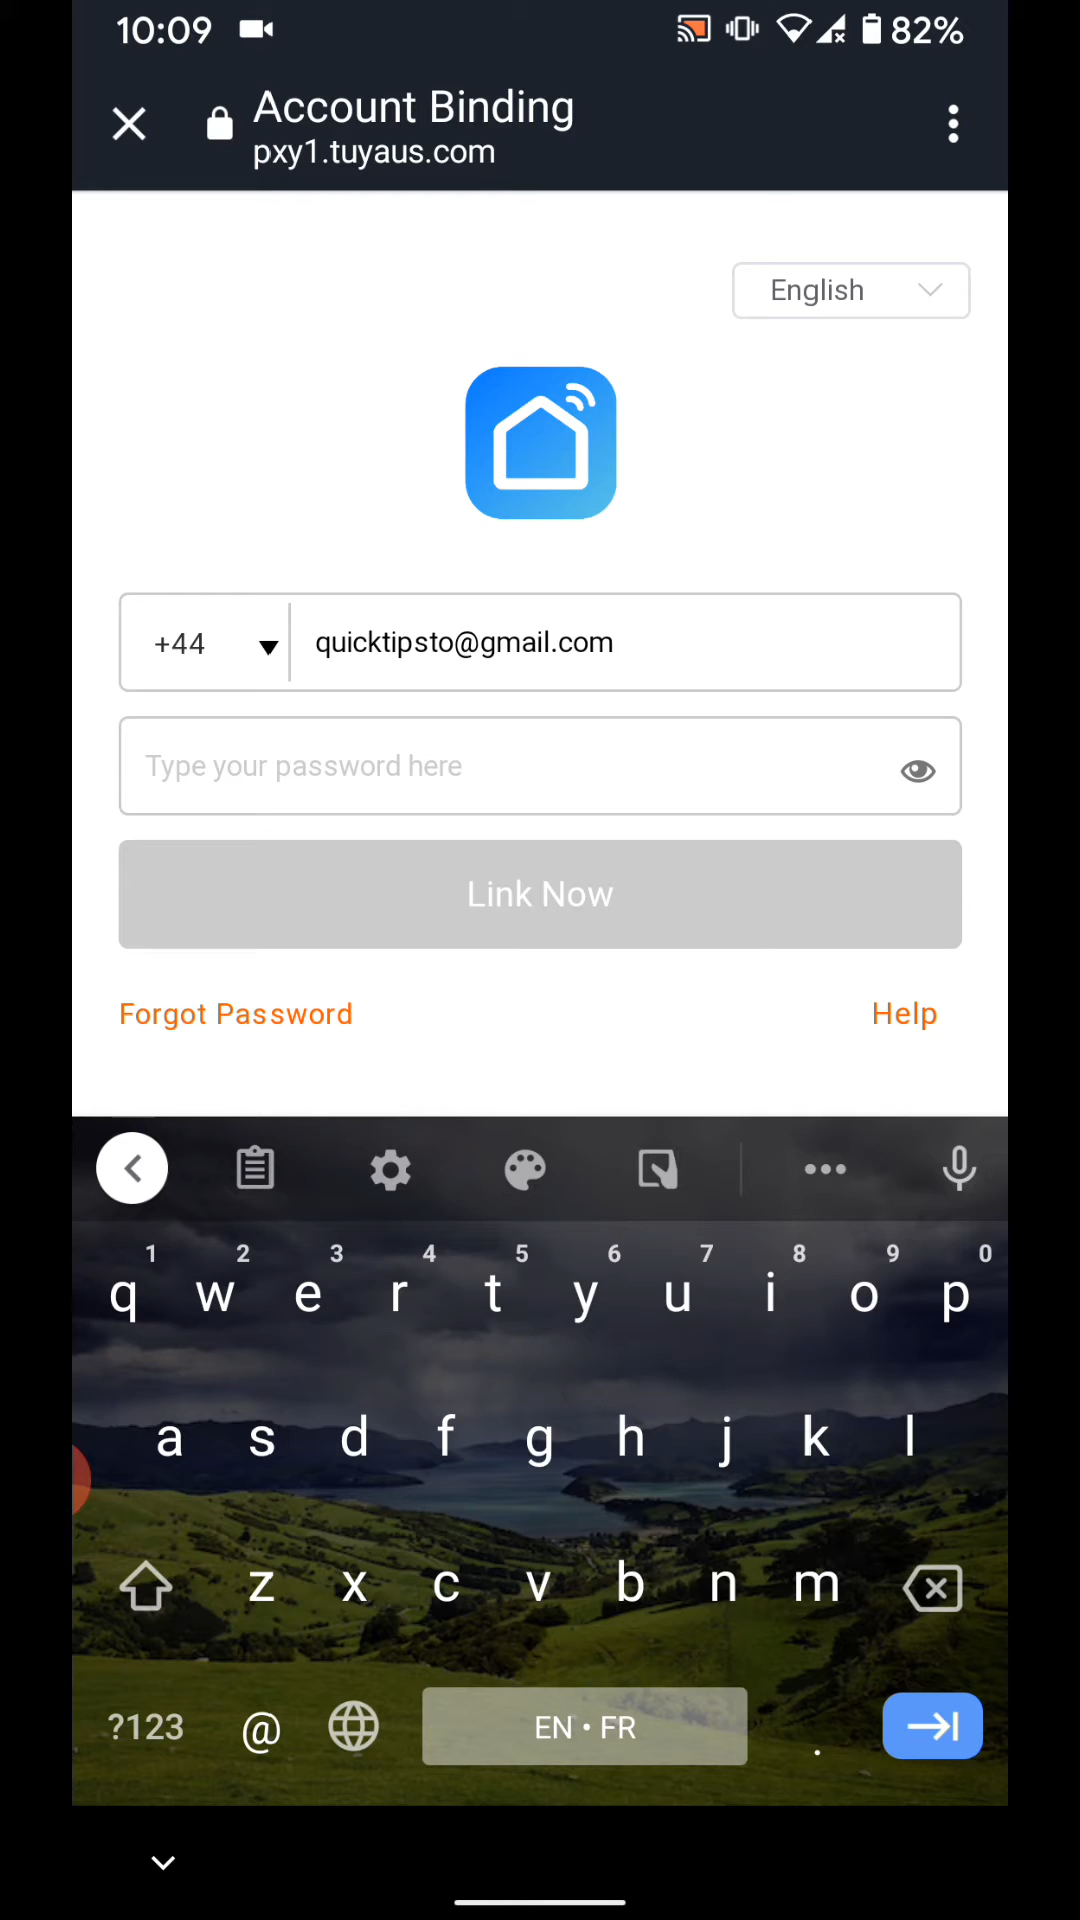 10:09 82%
Account Binding
pxy1.tuyaus.com
English
+44 quicktipsto@gmail.com
Type your password here
Link Now
Forgot Password Help
1 2 3 4 5 6 7 8 9 0
q w e r t y u i o p
a s d f g h j k l
z x c v b n m
?123 @ EN • FR .